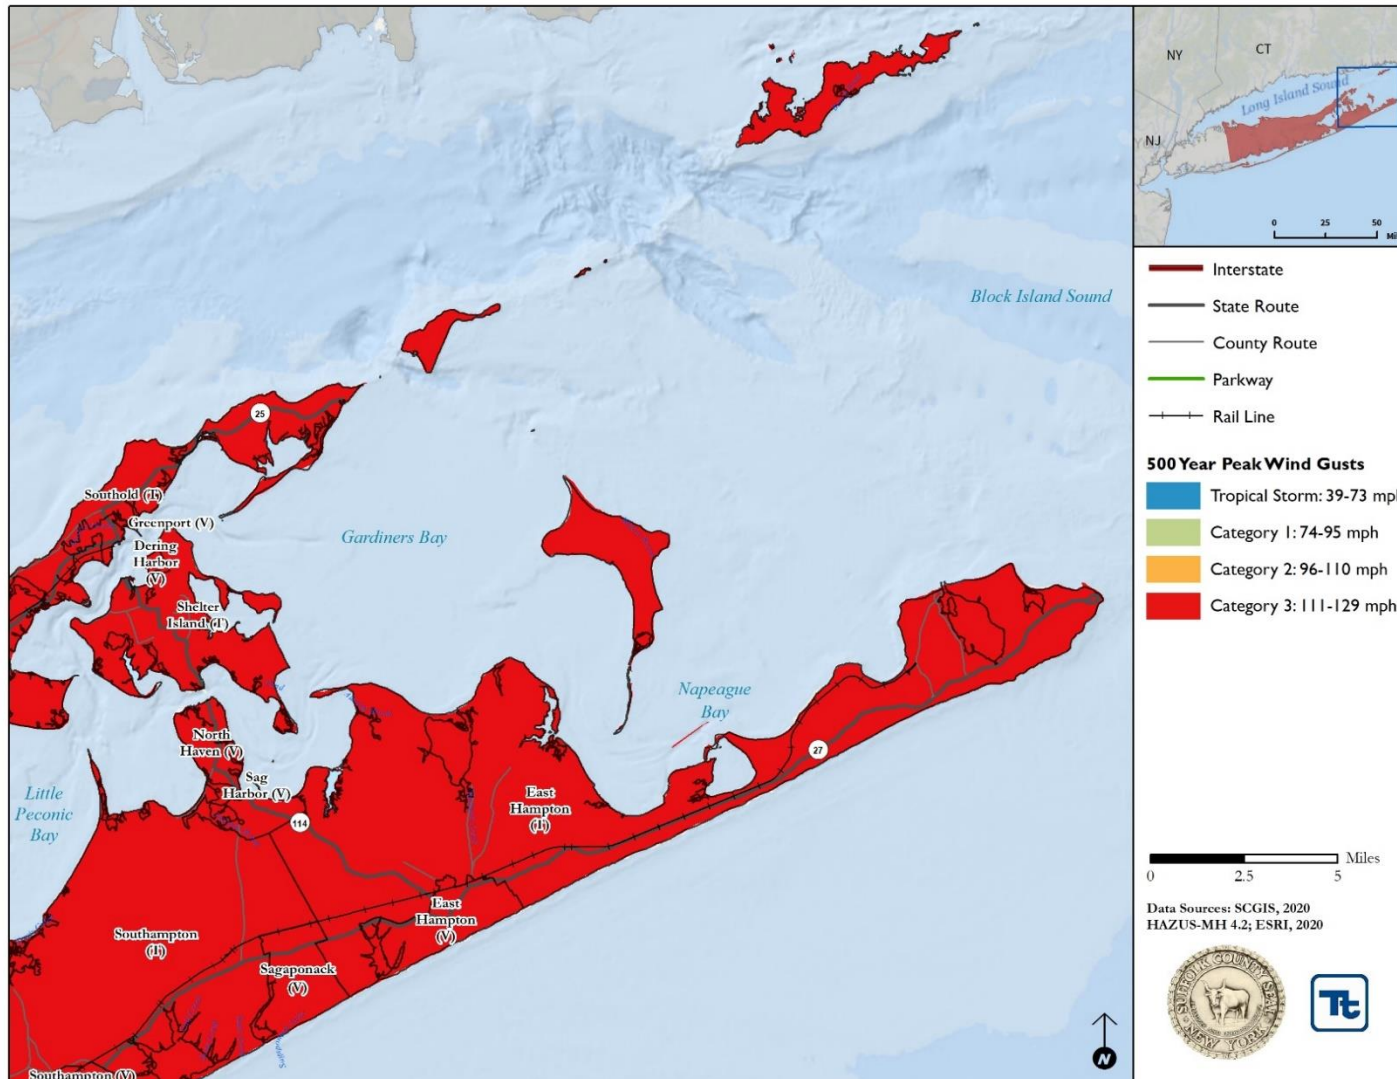 NY
CT
Long Island Sound
NJ
0 25 50
Block Island Sound
Interstate
State Route
County Route
Parkway
Rail Line
500 Year Peak Wind Gusts
Tropical Storm: 39-73 mph
Category 1: 74-95 mph
Category 2: 96-110 mph
Category 3: 111-129 mph
25
Southold (T)
Greenport (V)
Dering
Harbor
(V)
Gardiners Bay
Shelter
Island (T)
Napeague
Bay
North
Haven (V)
27
Sag
Harbor (V)
Little
Peconic
Bay
East
Hampton
(T)
114
East
Hampton
(V)
Southampton
(T)
Sagaponack
(V)
Southampton (V)
N
Miles
0 2.5 5
Data Sources: SCGIS, 2020
HAZUS-MH 4.2; ESRI, 2020
SUFFOLK COUNTY SEAL
NEW YORK
Tt